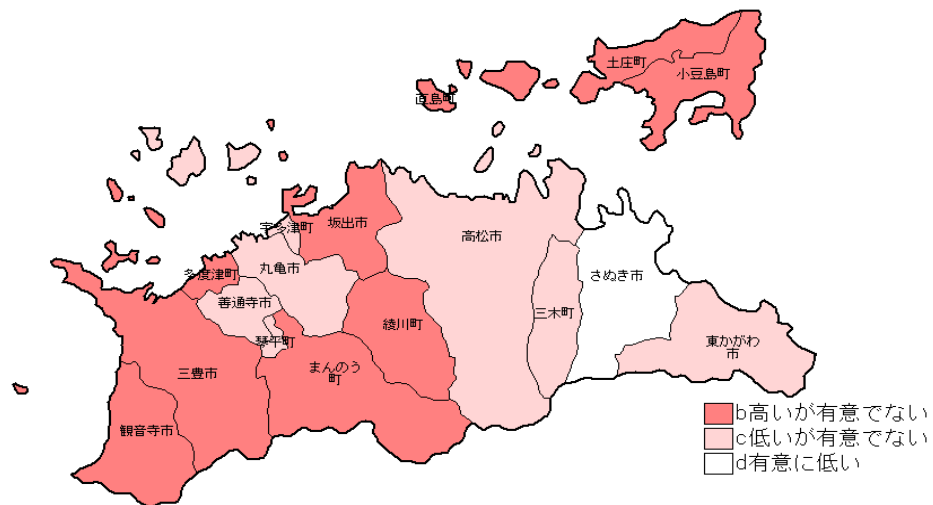 土庄町
小豆島町
直島町
宇多津町
坂出市
高松市
多度津町
丸亀市
さぬき市
善通寺市
三木町
綾川町
琴平町
東かがわ
市
三豊市
まんのう
町
観音寺市
b高いが有意でない
c低いが有意でない
d有意に低い